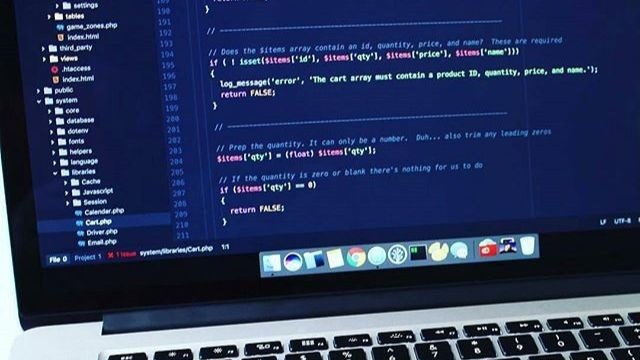 settings
tables
game_zones.php
index.html
third_party
views
.htaccess
index.html
public
system
core
database
dotenv
fonts
helpers
language
libraries
Cache
Javascript
Session
Calendar.php
Cart.php
Driver.php
Email.php
190 }
191
192 // ---
193
194 // Does the $items array contain an id, quantity, price, and name? These are required
195 if ( ! isset($items['id'], $items['qty'], $items['price'], $items['name']))
196 {
197 log_message('error', 'The cart array must contain a product ID, quantity, price, and name.');
198 return FALSE;
199 }
200
201 // ---
202
203 // Prep the quantity. It can only be a number. Duh... also trim any leading zeros
204 $items['qty'] = (float) $items['qty'];
205
206 // If the quantity is zero or blank there's nothing for us to do
207 if ($items['qty'] == 0)
208 {
209 return FALSE;
210 }
211
File 0 Project 1 1 Issue system/libraries/Cart.php 1:1 LF UTF-8